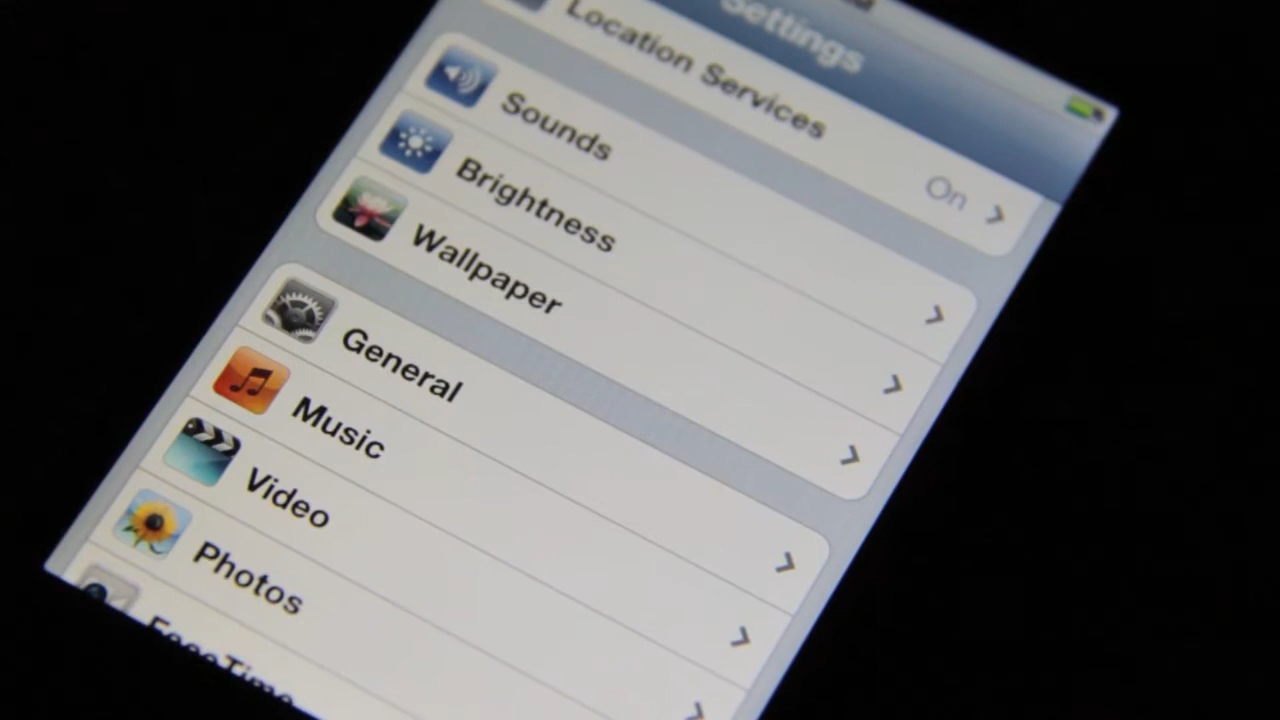 Settings
Location Services On
Sounds
Brightness
Wallpaper
General
Music
Video
Photos
FaceTime